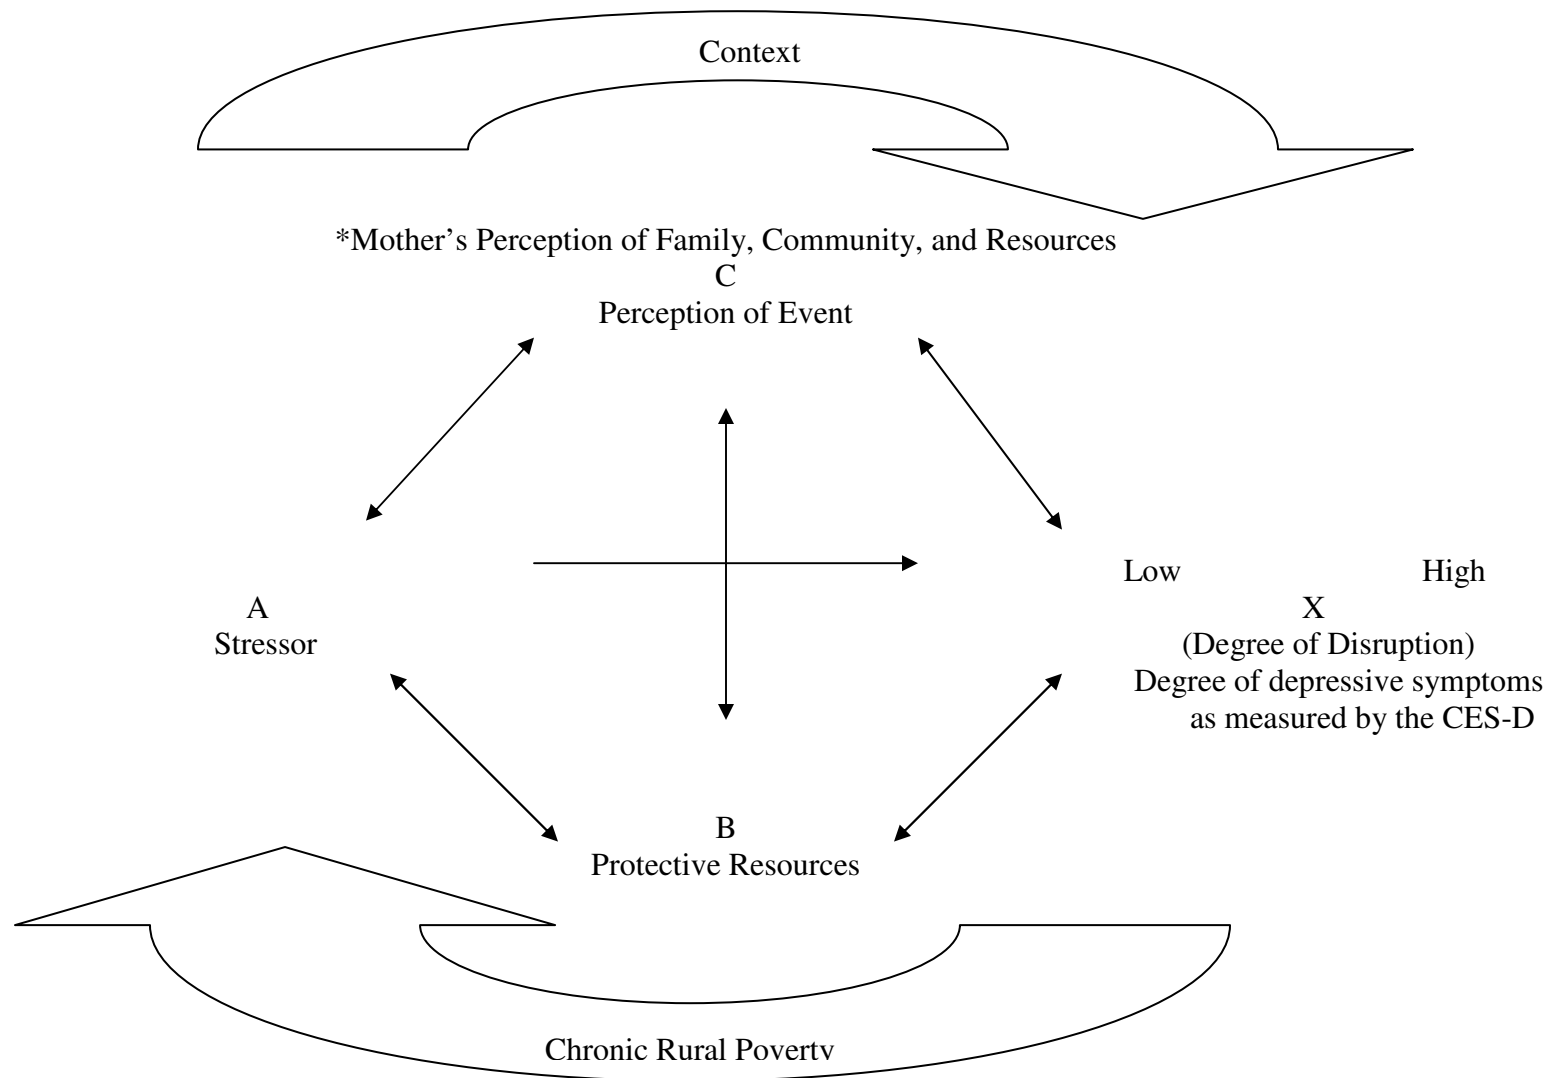 Context
*Mother’s Perception of Family, Community, and Resources
C
Perception of Event
Low High
A X
Stressor (Degree of Disruption)
Degree of depressive symptoms
as measured by the CES-D
B
Protective Resources
Chronic Rural Poverty